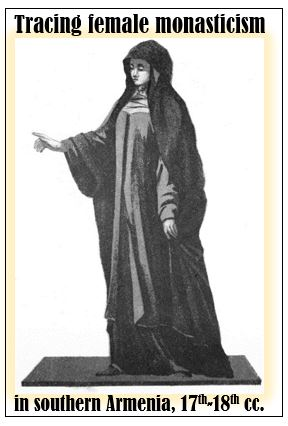 Tracing female monasticism
in southern Armenia, 17th-18th cc.